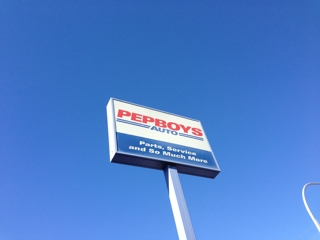 PEPBOYS
AUTO
Parts, Service
and So Much More